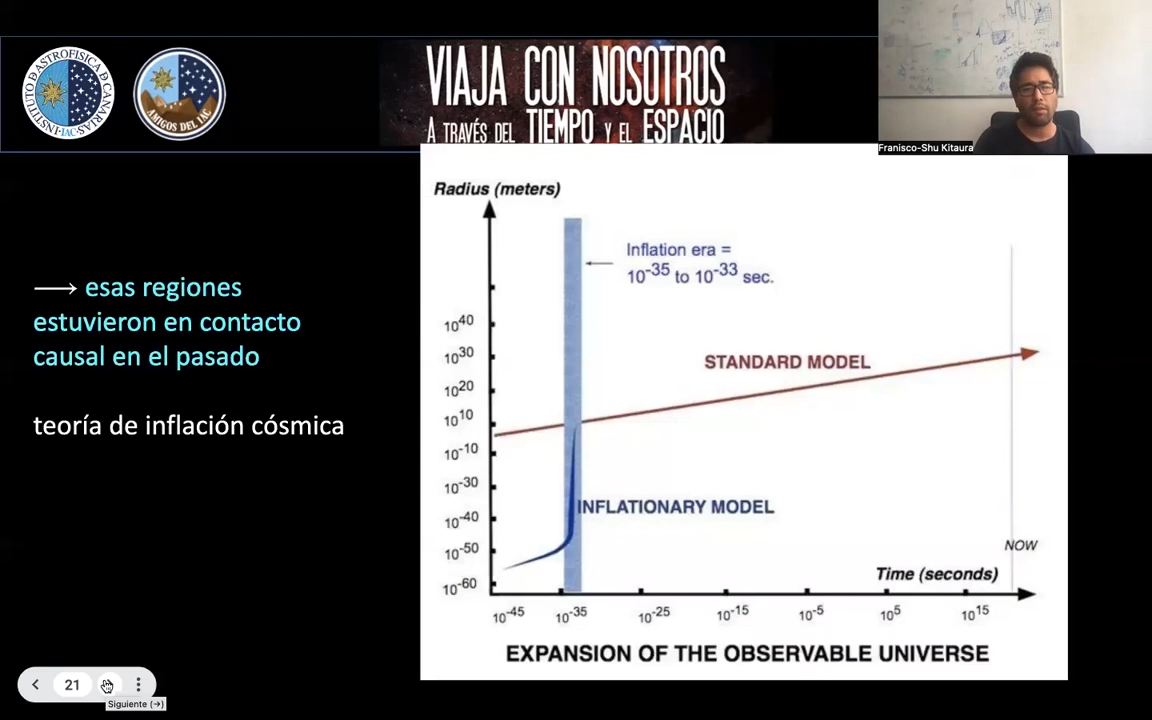 INSTITUTO D ASTROFISICA D CANARIAS · IAC ·
AMIGOS DEL IAC
VIAJA CON NOSOTROS
A TRAVÉS DEL TIEMPO Y EL ESPACIO
Franisco-Shu Kitaura
Radius (meters)
Inflation era =
10-35 to 10-33 sec.
⟶ esas regiones
estuvieron en contacto
causal en el pasado
teoría de inflación cósmica
10^40
10^30
10^20
10^10
10^-10
10^-30
10^-40
10^-50
10^-60
STANDARD MODEL
INFLATIONARY MODEL
NOW
Time (seconds)
10^-45 10^-35 10^-25 10^-15 10^-5 10^5 10^15
EXPANSION OF THE OBSERVABLE UNIVERSE
21
Siguiente (→)